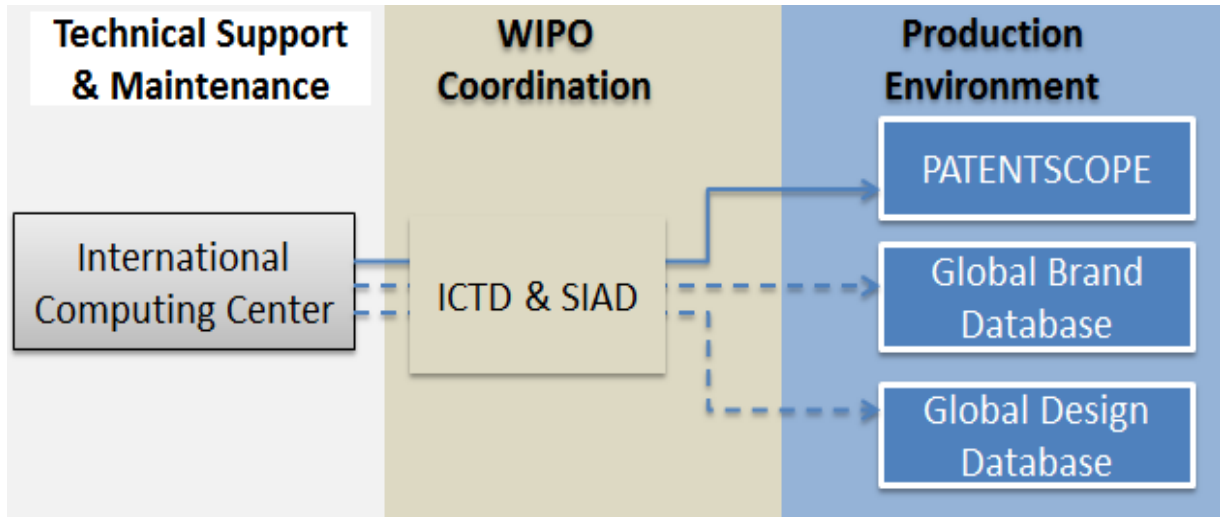 Technical Support
& Maintenance
WIPO
Coordination
Production
Environment
International
Computing Center
ICTD & SIAD
PATENTSCOPE
Global Brand
Database
Global Design
Database